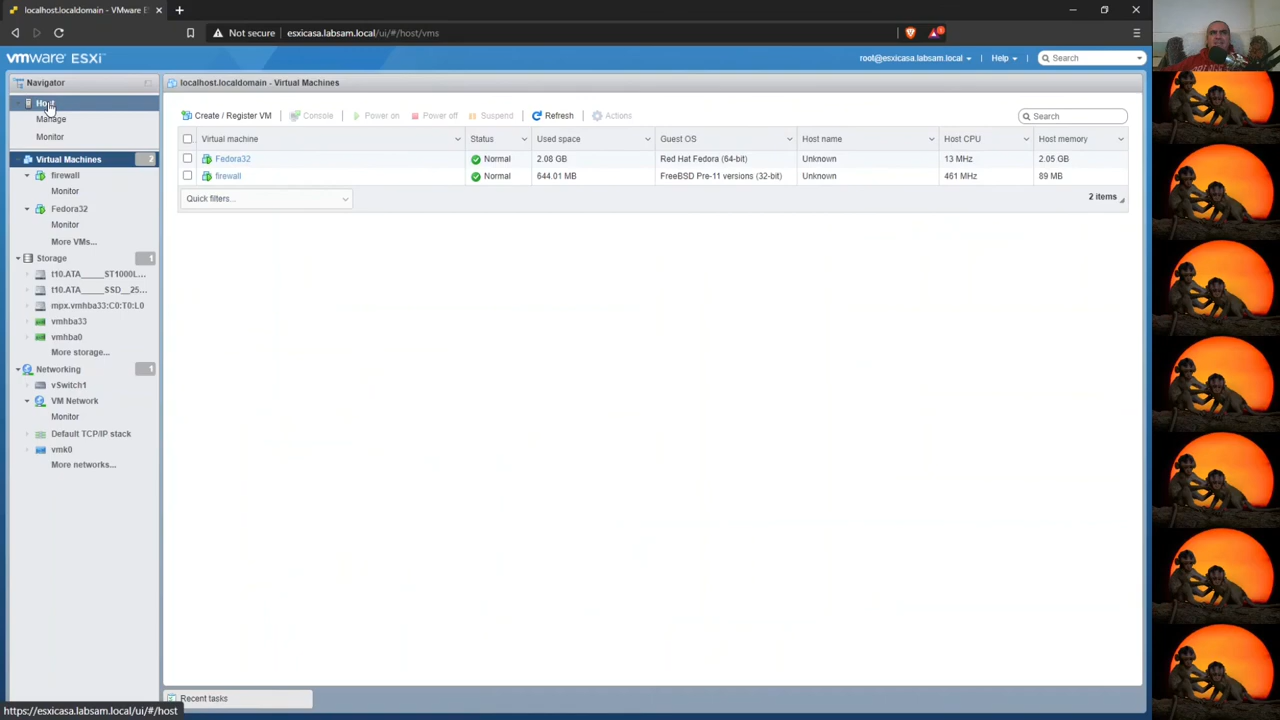 localhost.localdomain - VMware E
Not secure esxicasa.labsam.local/ui/#/host/vms
vmware ESXi
root@esxicasa.labsam.local Help Search
Navigator
Host
Manage
Monitor
Virtual Machines 2
firewall
Monitor
Fedora32
Monitor
More VMs...
Storage 1
t10.ATA_____ST1000L...
t10.ATA_____SSD__25...
mpx.vmhba33:C0:T0:L0
vmhba33
vmhba0
More storage...
Networking 1
vSwitch1
VM Network
Monitor
Default TCP/IP stack
vmk0
More networks...
localhost.localdomain - Virtual Machines
Create / Register VM Console Power on Power off Suspend Refresh Actions Search
Virtual machine Status Used space Guest OS Host name Host CPU Host memory
Fedora32 Normal 2.08 GB Red Hat Fedora (64-bit) Unknown 13 MHz 2.05 GB
firewall Normal 644.01 MB FreeBSD Pre-11 versions (32-bit) Unknown 461 MHz 89 MB
Quick filters... 2 items
Recent tasks
https://esxicasa.labsam.local/ui/#/host